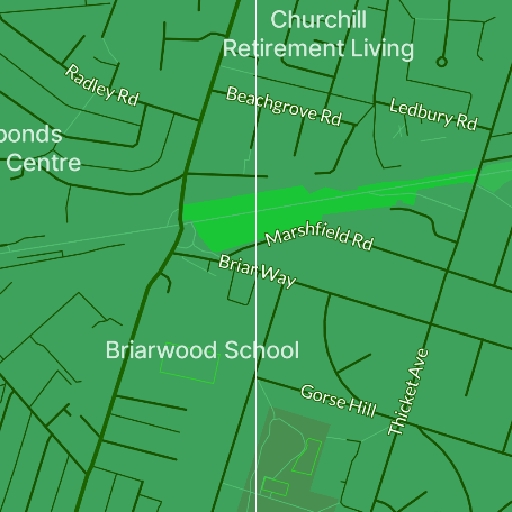 Churchill
Retirement Living
Radley Rd
Beachgrove Rd
Ledbury Rd
ponds
Centre
Marshfield Rd
Briar Way
Briarwood School
Thicket Ave
Gorse Hill